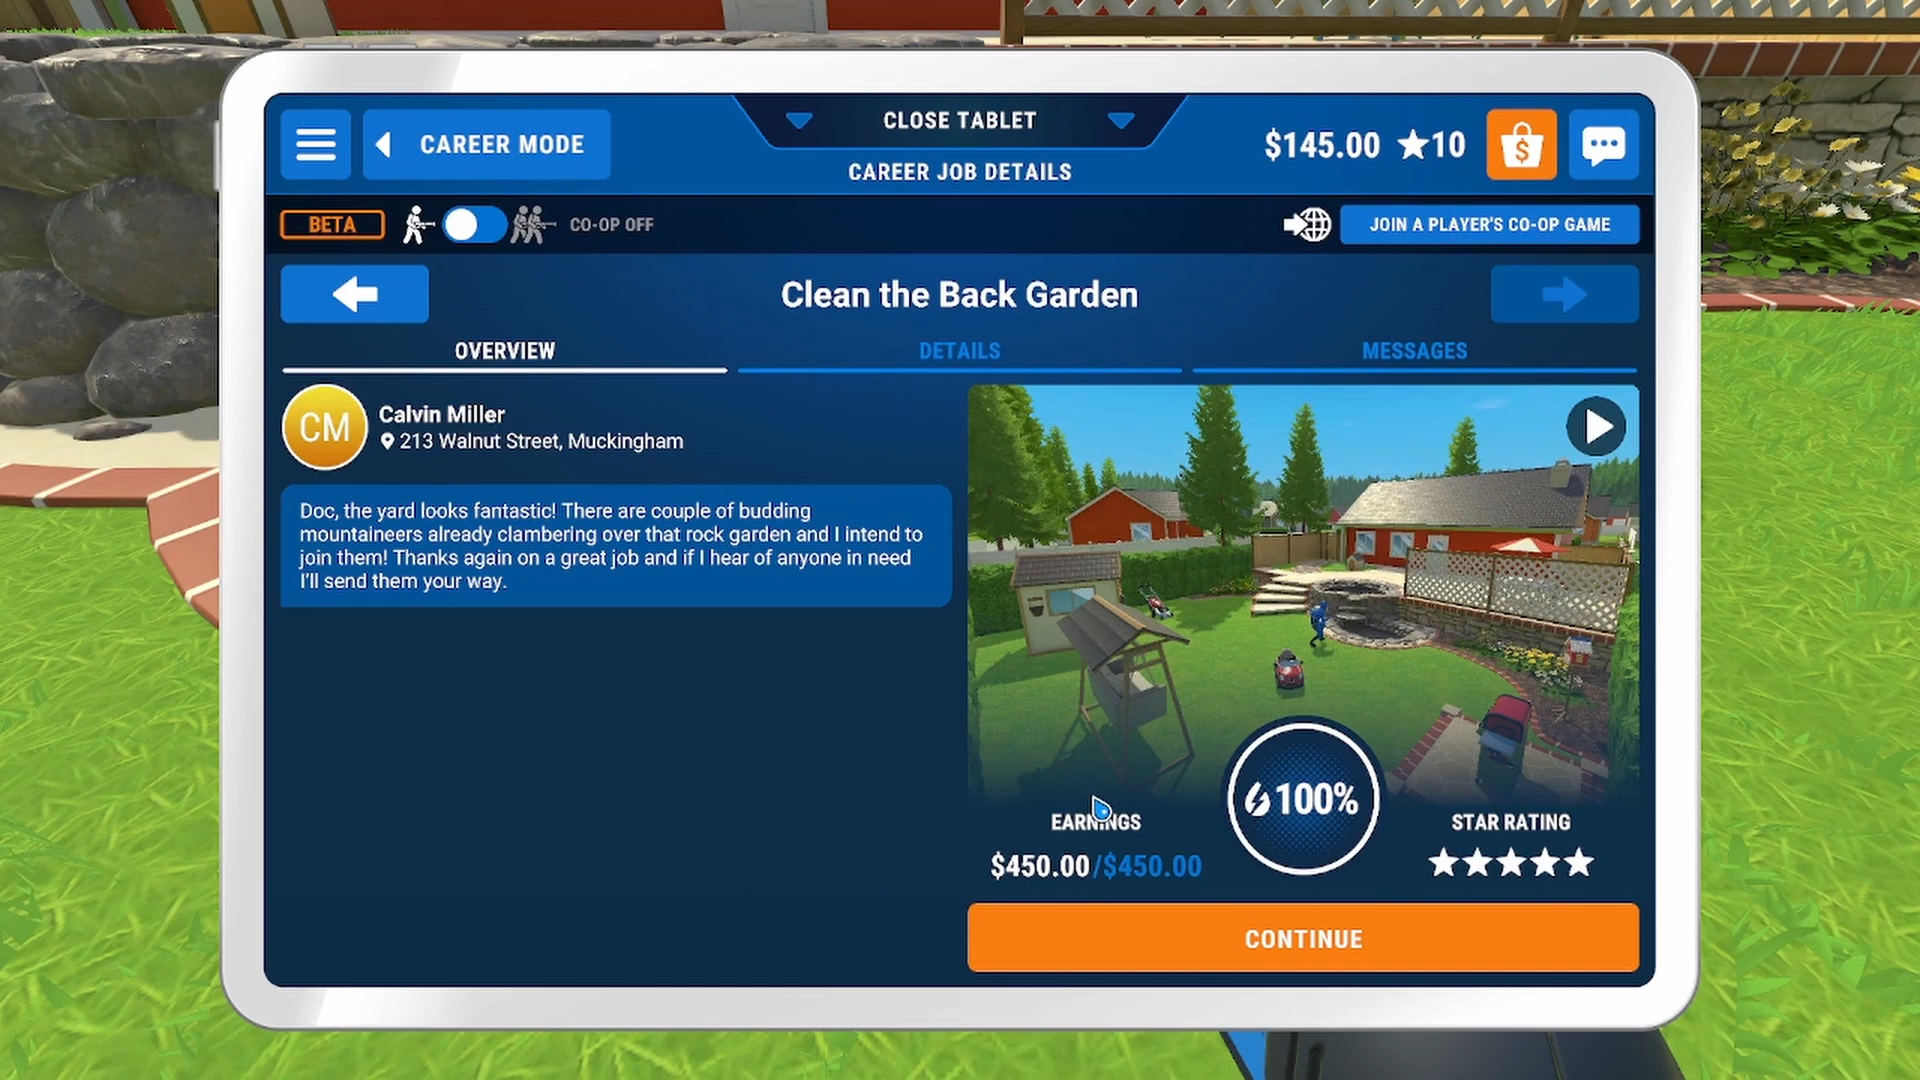 CLOSE TABLET
CAREER MODE
CAREER JOB DETAILS
$145.00 ★10
BETA
CO-OP OFF
JOIN A PLAYER'S CO-OP GAME
Clean the Back Garden
OVERVIEW
DETAILS
MESSAGES
CM
Calvin Miller
213 Walnut Street, Muckingham
Doc, the yard looks fantastic! There are couple of budding
mountaineers already clambering over that rock garden and I intend to
join them! Thanks again on a great job and if I hear of anyone in need
I'll send them your way.
100%
EARNINGS
$450.00/$450.00
STAR RATING
CONTINUE